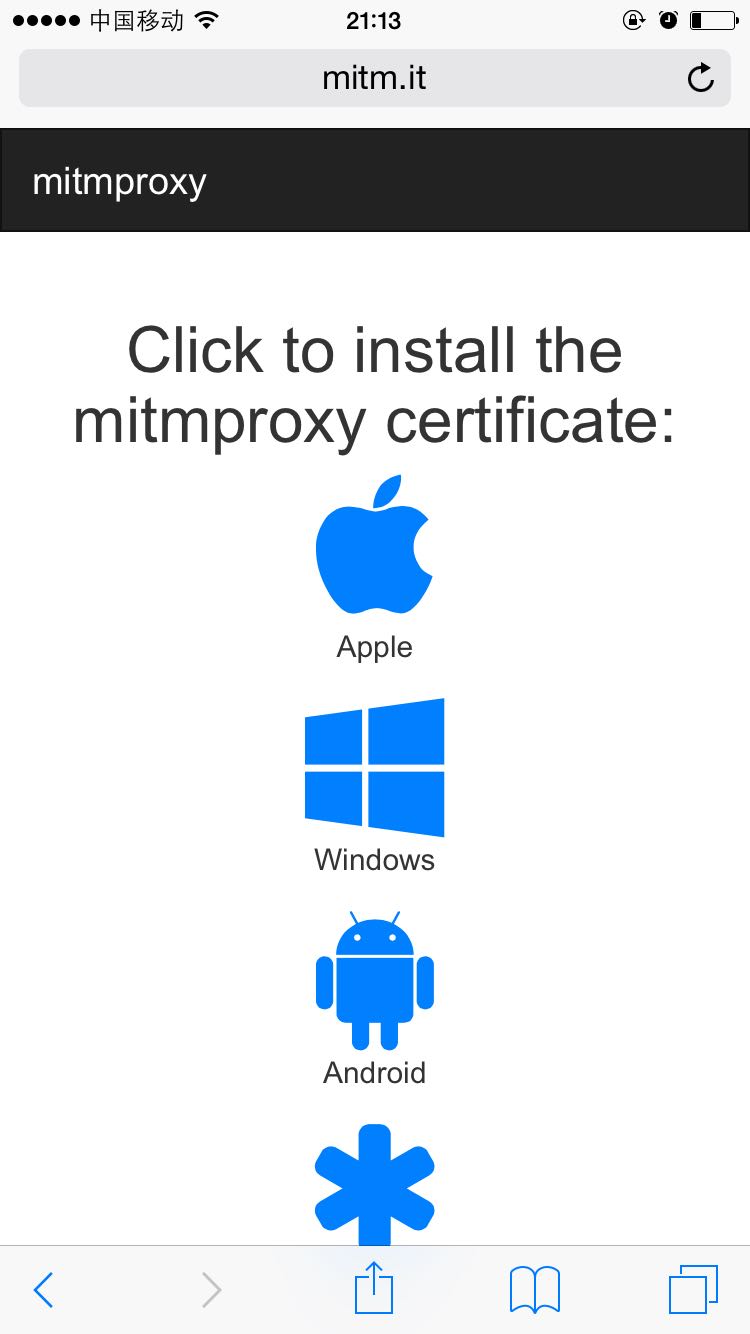 中国移动
21:13
mitm.it
mitmproxy
Click to install the
mitmproxy certificate:
Apple
Windows
Android